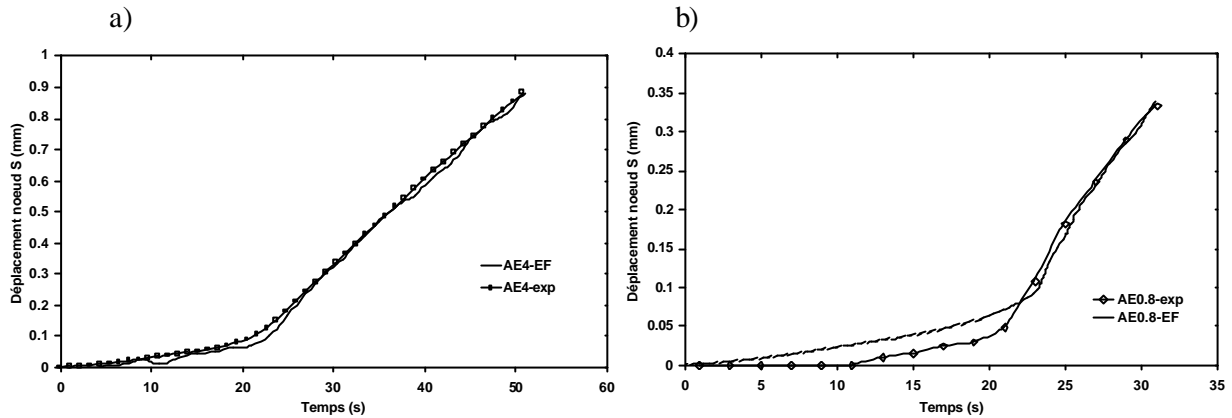 a)
1
0.9
0.8
0.7
0.6
0.5
0.4
0.3
0.2
0.1
0
Déplacement noeud S (mm)
AE4-EF
AE4-exp
0 10 20 30 40 50 60
Temps (s)
b)
0.4
0.35
0.3
0.25
0.2
0.15
0.1
0.05
0
Déplacement noeud S (mm)
AE0.8-exp
AE0.8-EF
0 5 10 15 20 25 30 35
Temps (s)